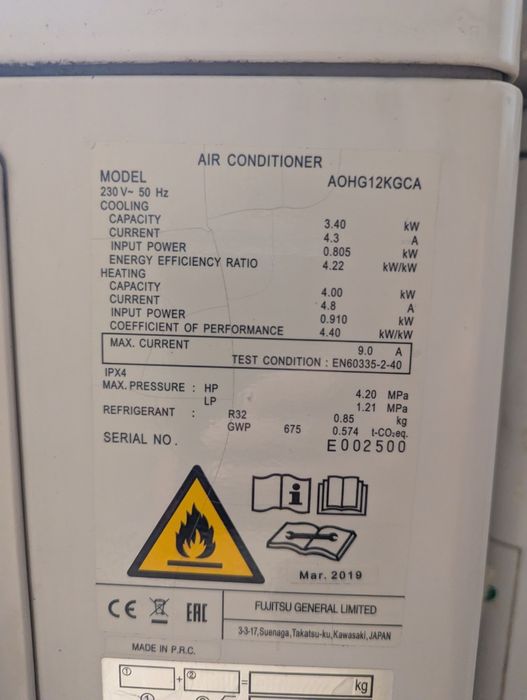 AIR CONDITIONER
MODEL AOHG12KGCA
230 V~ 50 Hz
COOLING
CAPACITY 3.40 kW
CURRENT 4.3 A
INPUT POWER 0.805 kW
ENERGY EFFICIENCY RATIO 4.22 kW/kW
HEATING
CAPACITY 4.00 kW
CURRENT 4.8 A
INPUT POWER 0.910 kW
COEFFICIENT OF PERFORMANCE 4.40 kW/kW
MAX. CURRENT 9.0 A
TEST CONDITION : EN60335-2-40
IPX4
MAX. PRESSURE : HP 4.20 MPa
LP 1.21 MPa
REFRIGERANT : R32 0.85 kg
GWP 675 0.574 t-CO₂eq.
SERIAL NO. E002500
i
Mar. 2019
CE EAC
FUJITSU GENERAL LIMITED
3-3-17,Suenaga,Takatsu-ku,Kawasaki,JAPAN
MADE IN P.R.C.
① + ② = kg